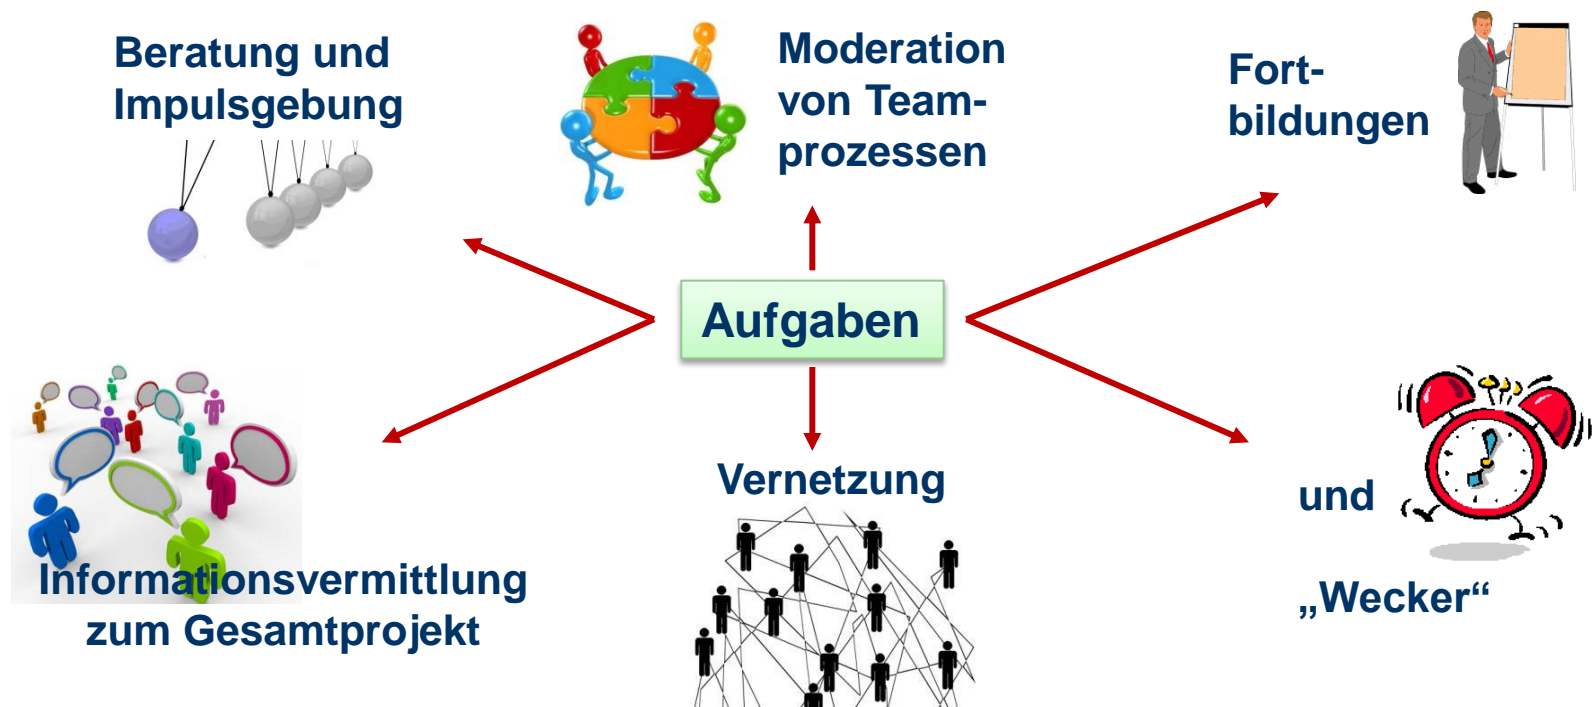 Beratung und
Impulsgebung
Moderation
von Team-
prozessen
Fort-
bildungen
Aufgaben
Informationsvermittlung
zum Gesamtprojekt
Vernetzung
und
„Wecker“